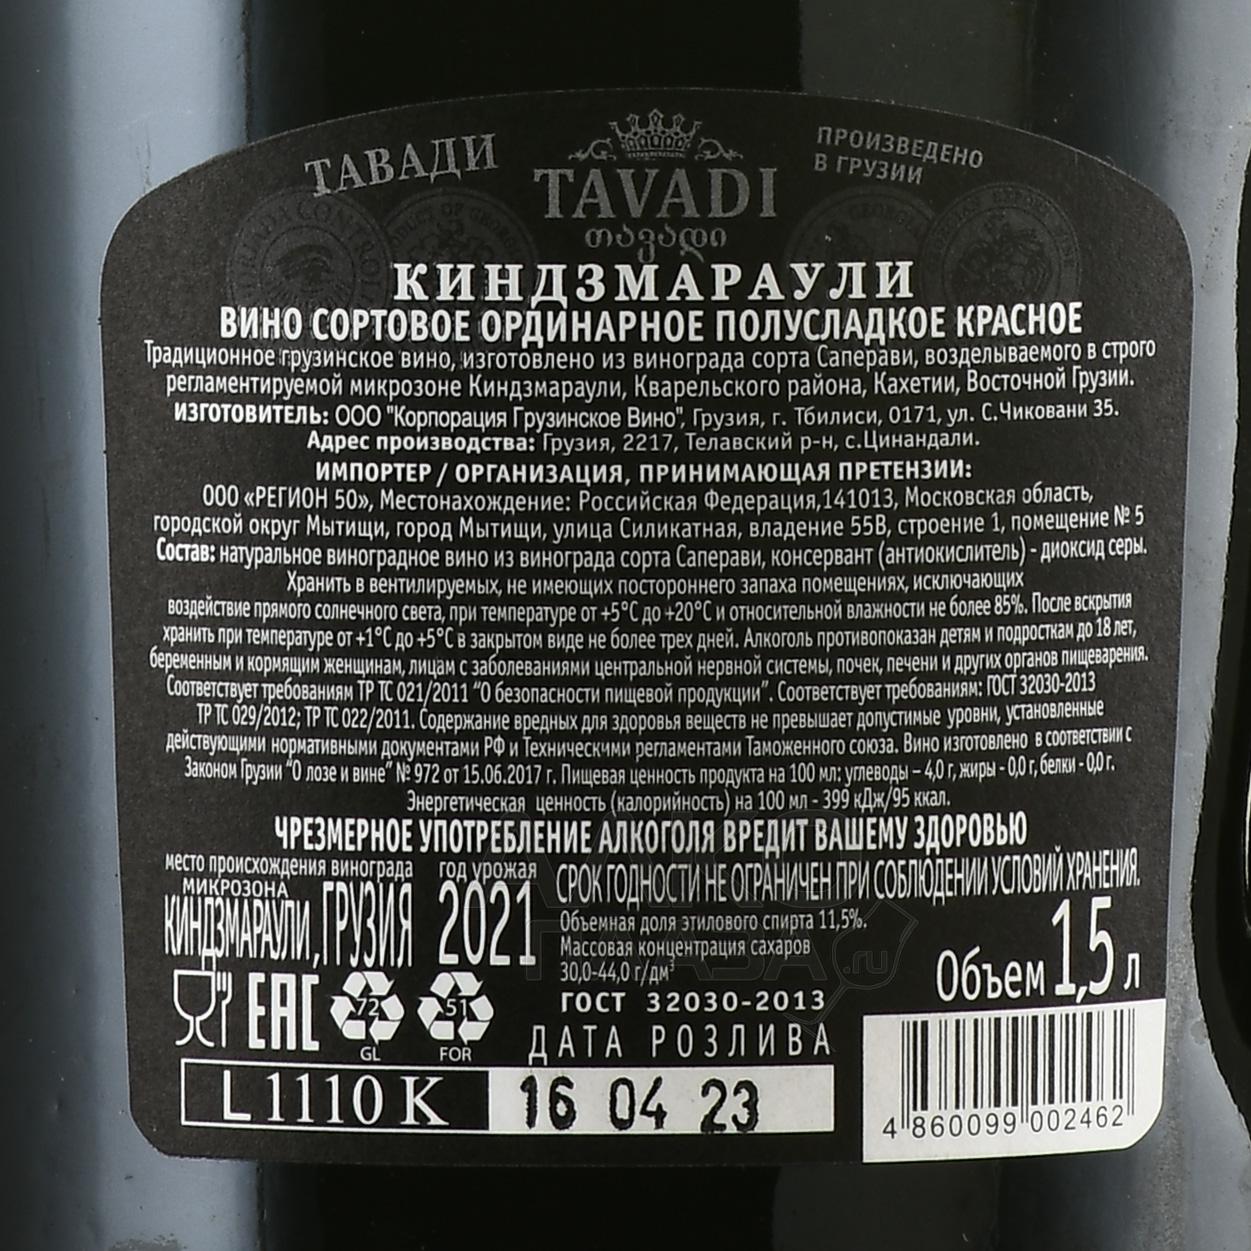 ТАВАДИ
TAVADI
თავადი
ПРОИЗВЕДЕНО
В ГРУЗИИ
КИНДЗМАРАУЛИ
ВИНО СОРТОВОЕ ОРДИНАРНОЕ ПОЛУСЛАДКОЕ КРАСНОЕ
Традиционное грузинское вино, изготовлено из винограда сорта Саперави, возделываемого в строго
регламентируемой микрозоне Киндзмараули, Кварельского района, Кахетии, Восточной Грузии.
ИЗГОТОВИТЕЛЬ: ООО "Корпорация Грузинское Вино", Грузия, г. Тбилиси, 0171, ул. С.Чиковани 35.
Адрес производства: Грузия, 2217, Телавский р-н, с.Цинандали.
ИМПОРТЕР / ОРГАНИЗАЦИЯ, ПРИНИМАЮЩАЯ ПРЕТЕНЗИИ:
ООО «РЕГИОН 50», Местонахождение: Российская Федерация,141013, Московская область,
городской округ Мытищи, город Мытищи, улица Силикатная, владение 55В, строение 1, помещение № 5
Состав: натуральное виноградное вино из винограда сорта Саперави, консервант (антиокислитель) - диоксид серы.
Хранить в вентилируемых, не имеющих постороннего запаха помещениях, исключающих
воздействие прямого солнечного света, при температуре от +5°С до +20°С и относительной влажности не более 85%. После вскрытия
хранить при температуре от +1°С до +5°С в закрытом виде не более трех дней. Алкоголь противопоказан детям и подросткам до 18 лет,
беременным и кормящим женщинам, лицам с заболеваниями центральной нервной системы, почек, печени и других органов пищеварения.
Соответствует требованиям ТР ТС 021/2011 “О безопасности пищевой продукции”. Соответствует требованиям: ГОСТ 32030-2013
ТР ТС 029/2012; ТР ТС 022/2011. Содержание вредных для здоровья веществ не превышает допустимые уровни, установленные
действующими нормативными документами РФ и Техническими регламентами Таможенного союза. Вино изготовлено в соответствии с
Законом Грузии “О лозе и вине” № 972 от 15.06.2017 г. Пищевая ценность продукта на 100 мл: углеводы – 4,0 г, жиры - 0,0 г, белки - 0,0 г.
Энергетическая ценность (калорийность) на 100 мл - 399 кДж/95 ккал.
ЧРЕЗМЕРНОЕ УПОТРЕБЛЕНИЕ АЛКОГОЛЯ ВРЕДИТ ВАШЕМУ ЗДОРОВЬЮ
место происхождения винограда
МИКРОЗОНА
КИНДЗМАРАУЛИ, ГРУЗИЯ
год урожая
2021
СРОК ГОДНОСТИ НЕ ОГРАНИЧЕН ПРИ СОБЛЮДЕНИИ УСЛОВИЙ ХРАНЕНИЯ.
Объемная доля этилового спирта 11,5%.
Массовая концентрация сахаров
30,0-44,0 г/дм³
ГОСТ 32030-2013
Объем 1,5 л
EAC
72
GL
51
FOR
ДАТА РОЗЛИВА
L 1110 K
16 04 23
4 860099 002462